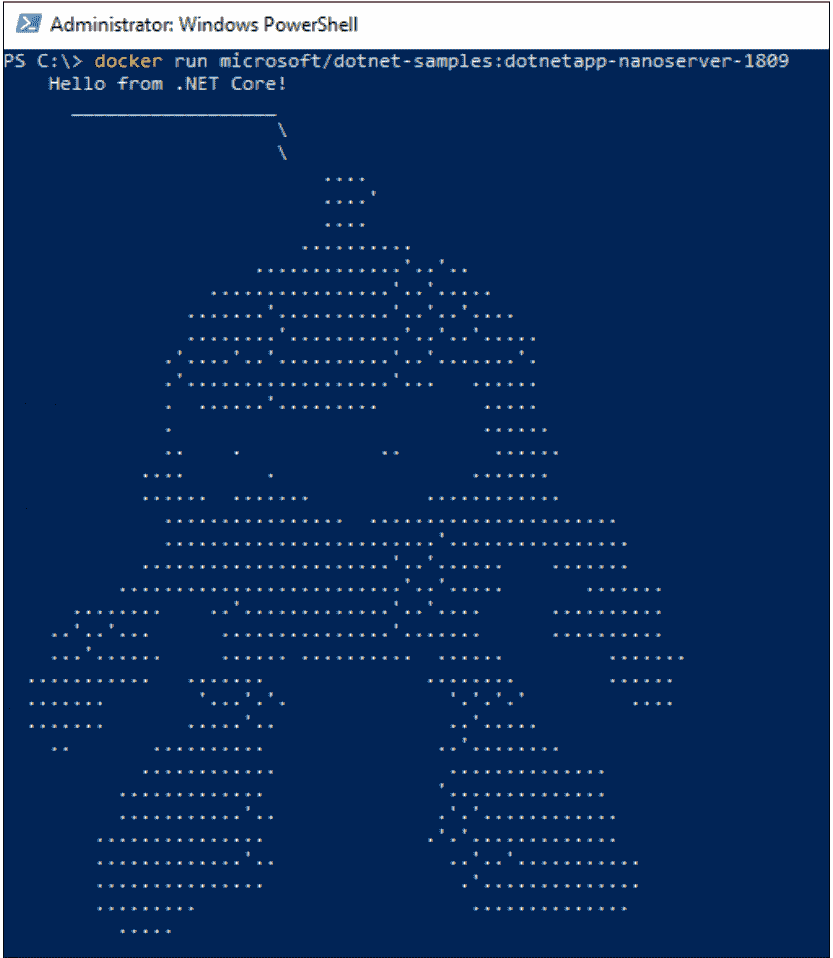 Administrator: Windows PowerShell
PS C:\> docker run microsoft/dotnet-samples:dotnetapp-nanoserver-1809
Hello from .NET Core!